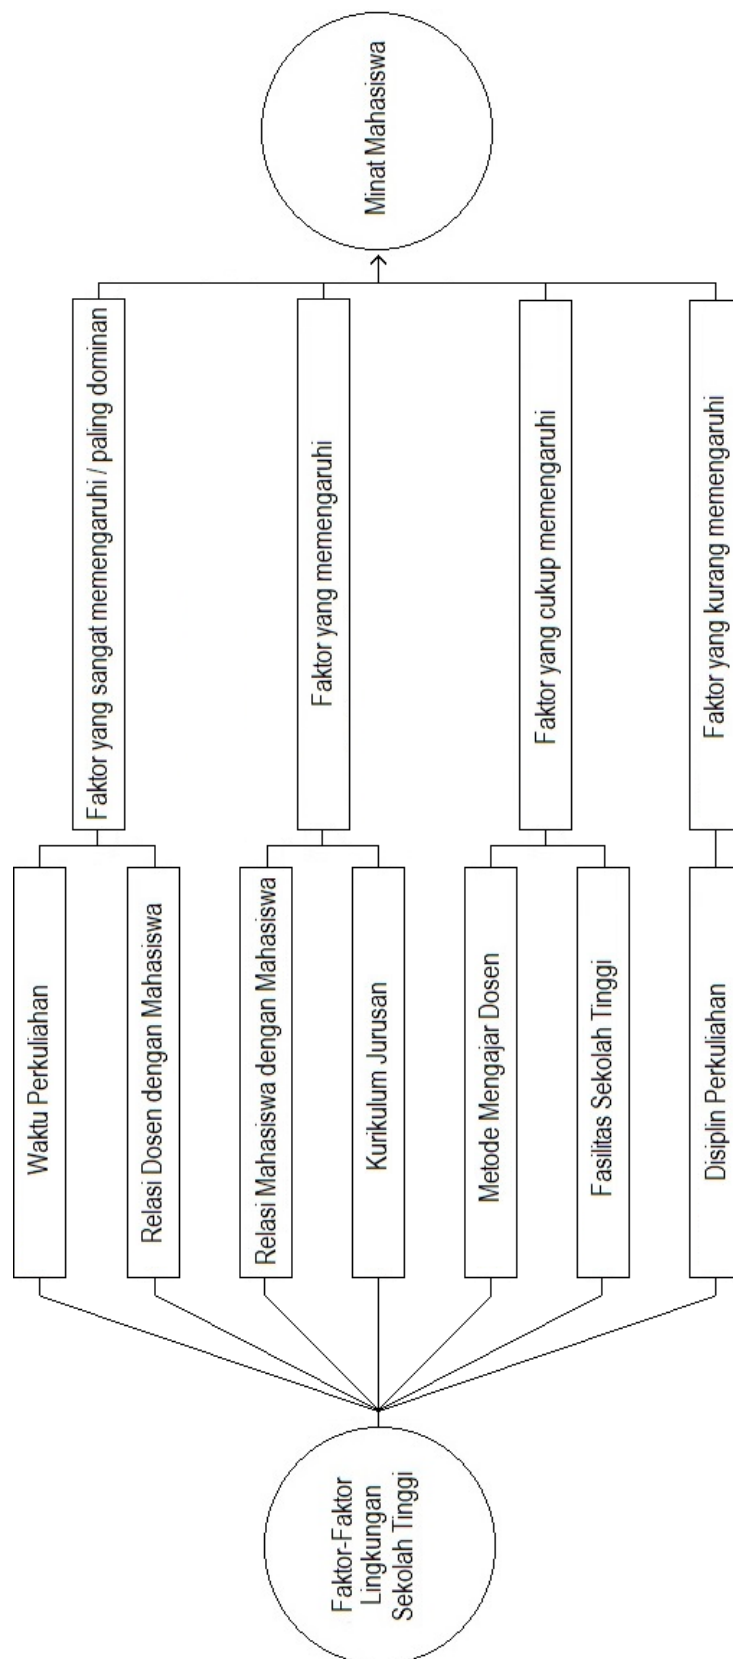 Faktor-Faktor
Lingkungan
Sekolah Tinggi
Waktu Perkuliahan
Relasi Dosen dengan Mahasiswa
Relasi Mahasiswa dengan Mahasiswa
Kurikulum Jurusan
Metode Mengajar Dosen
Fasilitas Sekolah Tinggi
Disiplin Perkuliahan
Faktor yang sangat memengaruhi / paling dominan
Faktor yang memengaruhi
Faktor yang cukup memengaruhi
Faktor yang kurang memengaruhi
Minat Mahasiswa